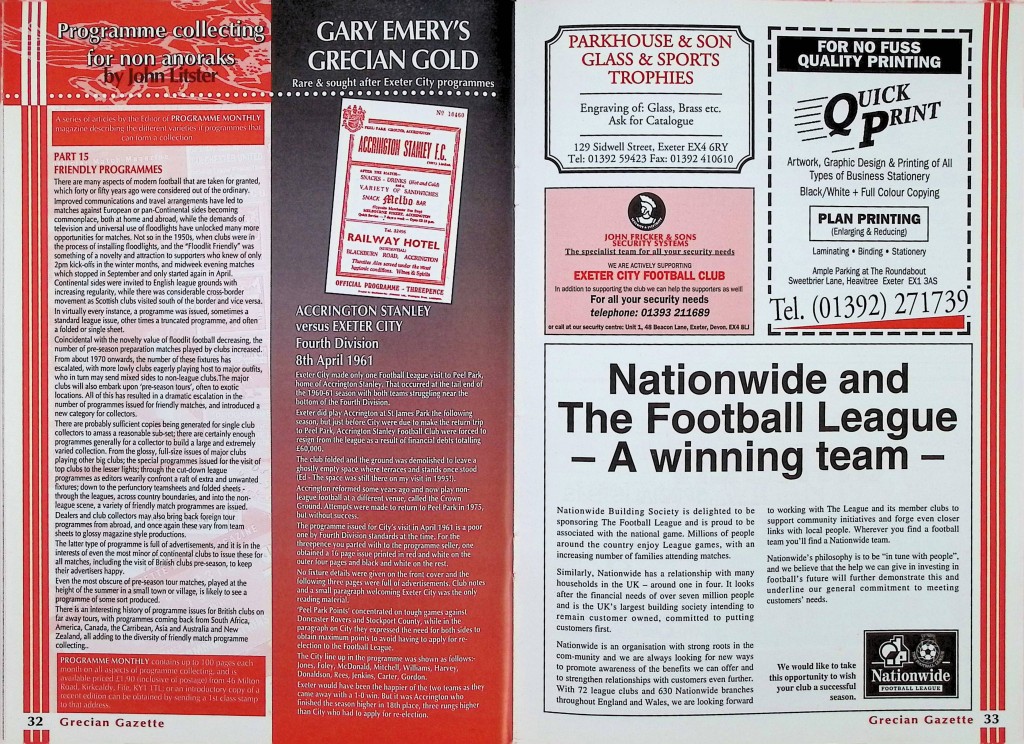 Programme collecting
for non anoraks
by John Litster
A series of articles by the Editor of PROGRAMME MONTHLY
magazine describing the different varieties if programmes that
can form a collection
PART 15
FRIENDLY PROGRAMMES
There are many aspects of modern football that are taken for granted,
which forty or fifty years ago were considered out of the ordinary.
Improved communications and travel arrangements have led to
matches against European or pan-Continental sides becoming
commonplace, both at home and abroad, while the demands of
television and universal use of floodlights have unlocked many more
opportunities for matches. Not so in the 1950s, when clubs were in
the process of installing floodlights, and the "Floodlit Friendly" was
something of a novelty and attraction to supporters who knew of only
2pm kick-offs in the winter months, and midweek evening matches
which stopped in September and only started again in April.
Continental sides were invited to English league grounds with
increasing regularity, while there was considerable cross-border
movement as Scottish clubs visited south of the border and vice versa.
In virtually every instance, a programme was issued, sometimes a
standard league issue, other times a truncated programme, and often
a folded or single sheet.
Coincidental with the novelty value of floodlit football decreasing, the
number of pre-season preparation matches played by clubs increased.
From about 1970 onwards, the number of these fixtures has
escalated, with more lowly clubs eagerly playing host to major outfits,
who in turn may send mixed sides to non-league clubs.The major
clubs will also embark upon 'pre-season tours', often to exotic
locations. All of this has resulted in a dramatic escalation in the
number of programmes issued for friendly matches, and introduced a
new category for collectors.
There are probably sufficient copies being generated for single club
collectors to amass a reasonable sub-set; there are certainly enough
programmes generally for a collector to build a large and extremely
varied collection. From the glossy, full-size issues of major clubs
playing other big clubs; the special programmes issued for the visit of
top clubs to the lesser lights; through the cut-down league
programmes as editors wearily confront a raft of extra and unwanted
fixtures; down to the perfunctory teamsheets and folded sheets -
through the leagues, across country boundaries, and into the non-
league scene, a variety of friendly match programmes are issued.
Dealers and club collectors may also bring back foreign tour
programmes from abroad, and once again these vary from team
sheets to glossy magazine style productions.
The latter type of programme is full of advertisements, and it is in the
interests of even the most minor of continental clubs to issue these for
all matches, including the visit of British clubs pre-season, to keep
their advertisers happy.
Even the most obscure of pre-season tour matches, played at the
height of the summer in a small town or village, is likely to see a
programme of some sort produced.
There is an interesting history of programme issues for British clubs on
far away tours, with programmes coming back from South Africa,
America, Canada, the Carribean, Asia and Australia and New
Zealand, all adding to the diversity of friendly match programme
collecting..
PROGRAMME MONTHLY contains up to 100 pages each
month on all aspects of programme collecting, and is
available priced £1.90 (inclusive of postage) from 46 Milton
Road, Kirkcaldy, Fife, KY1 1TL, or an introductory copy of a
recent edition can be obtained by sending a 1st class stamp
to that address.
32 Grecian Gazette
GARY EMERY'S
GRECIAN GOLD
Rare & sought after Exeter City programmes
No 10460
PEEL PARK GROUND, ACCRINGTON
ACCRINGTON STANLEY F.C.
AFTER THE MATCH—
SNACKS - DRINKS (Hot and Cold)
and a
VARIETY OF SANDWICHES
SNACK Melbo BAR
MELBOURNE STREET, ACCRINGTON
Tel. 32406
RAILWAY HOTEL
(RESIDENTIAL)
BLACKBURN ROAD, ACCRINGTON
Thwaites Ales served under the most
hygienic conditions. Wines & Spirits
OFFICIAL PROGRAMME - THREEPENCE
ACCRINGTON STANLEY
versus EXETER CITY
Fourth Division
8th April 1961
Exeter City made only one Football League visit to Peel Park,
home of Accrington Stanley. That occurred at the tail end of
the 1960-61 season with both teams struggling near the
bottom of the Fourth Division.
Exeter did play Accrington at St James Park the following
season, but just before City were due to make the return trip
to Peel Park, Accrington Stanley Football Club were forced to
resign from the league as a result of financial debts totalling
£60,000.
The club folded and the ground was demolished to leave a
ghostly empty space where terraces and stands once stood
(Ed - The space was still there on my visit in 1995!).
Accrington reformed some years ago and now play non-
league football at a different venue, called the Crown
Ground. Attempts were made to return to Peel Park in 1975,
but without success.
The programme issued for City's visit in April 1961 is a poor
one by Fourth Division standards at the time. For the
threepence you parted with to the programme seller, one
obtained a 16 page issue printed in red and white on the
outer four pages and black and white on the rest.
No fixture details were given on the front cover and the
following three pages were full of advertisements. Club notes
and a small paragraph welcoming Exeter City was the only
reading material.
'Peel Park Points' concentrated on tough games against
Doncaster Rovers and Stockport County, while in the
paragraph on City they expressed the need for both sides to
obtain maximum points to avoid having to apply for re-
election to the Football League.
The City line up in the programme was shown as follows:-
Jones, Foley, McDonald, Mitchell, Williams, Harvey,
Donaldson, Rees, Jenkins, Carter, Gordon.
Exeter would have been the happier of the two teams as they
came away with a 1-0 win. But it was Accrington who
finished the season higher in 18th place, three rungs higher
than City who had to apply for re-election.
PARKHOUSE & SON
GLASS & SPORTS
TROPHIES
Engraving of: Glass, Brass etc.
Ask for Catalogue
129 Sidwell Street, Exeter EX4 6RY
Tel: 01392 59423 Fax: 01392 410610
JOHN FRICKER & SONS
SECURITY SYSTEMS
The specialist team for all your security needs
WE ARE ACTIVELY SUPPORTING
EXETER CITY FOOTBALL CLUB
In addition to supporting the club we can help the supporters as well!
For all your security needs
telephone: 01393 211689
or call at our security centre: Unit 1, 48 Beacon Lane, Exeter, Devon. EX4 8LJ
FOR NO FUSS
QUALITY PRINTING
QUICK
PRINT
Artwork, Graphic Design & Printing of All
Types of Business Stationery
Black/White + Full Colour Copying
PLAN PRINTING
(Enlarging & Reducing)
Laminating • Binding • Stationery
Ample Parking at The Roundabout
Sweetbrier Lane, Heavitree Exeter EX1 3AS
Tel. (01392) 271739
Nationwide and
The Football League
– A winning team –
Nationwide Building Society is delighted to be
sponsoring The Football League and is proud to be
associated with the national game. Millions of people
around the country enjoy League games, with an
increasing number of families attending matches.
Similarly, Nationwide has a relationship with many
households in the UK – around one in four. It looks
after the financial needs of over seven million people
and is the UK's largest building society intending to
remain customer owned, committed to putting
customers first.
Nationwide is an organisation with strong roots in the
com-munity and we are always looking for new ways
to promote awareness of the benefits we can offer and
to strengthen relationships with customers even further.
With 72 league clubs and 630 Nationwide branches
throughout England and Wales, we are looking forward
to working with The League and its member clubs to
support community initiatives and forge even closer
links with local people. Wherever you find a football
team you'll find a Nationwide team.
Nationwide's philosophy is to be "in tune with people",
and we believe that the help we can give in investing in
football's future will further demonstrate this and
underline our general commitment to meeting
customers' needs.
We would like to take
this opportunity to wish
your club a successful
season.
Nationwide
FOOTBALL LEAGUE
Grecian Gazette 33